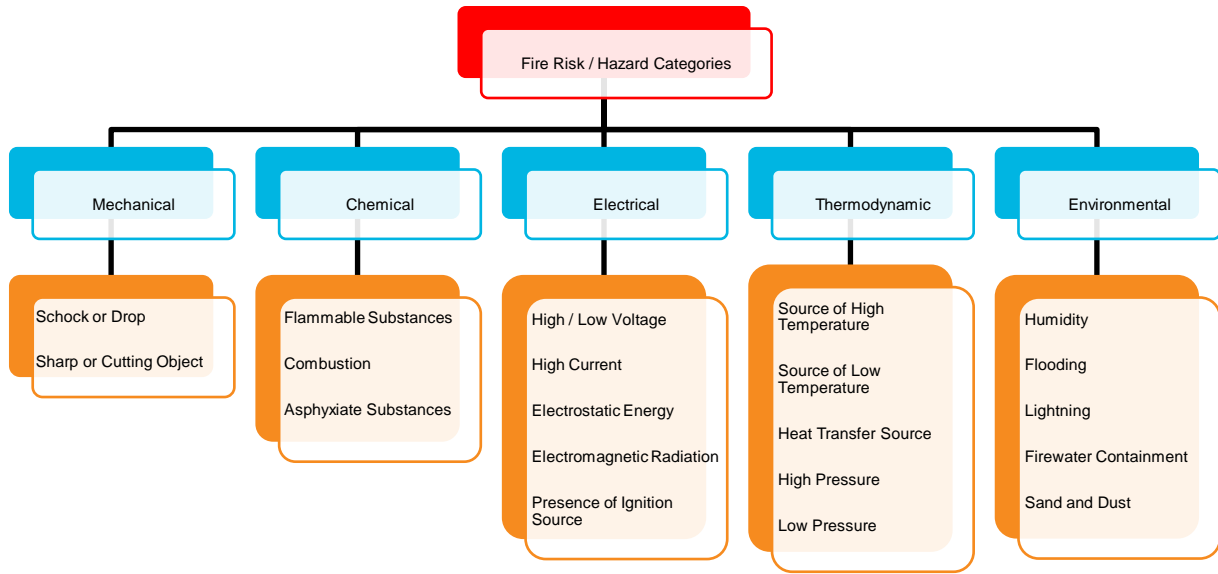 Fire Risk / Hazard Categories
Mechanical
Chemical
Electrical
Thermodynamic
Environmental
Schock or Drop
Sharp or Cutting Object
Flammable Substances
Combustion
Asphyxiate Substances
High / Low Voltage
High Current
Electrostatic Energy
Electromagnetic Radiation
Presence of Ignition
Source
Source of High
Temperature
Source of Low
Temperature
Heat Transfer Source
High Pressure
Low Pressure
Humidity
Flooding
Lightning
Firewater Containment
Sand and Dust